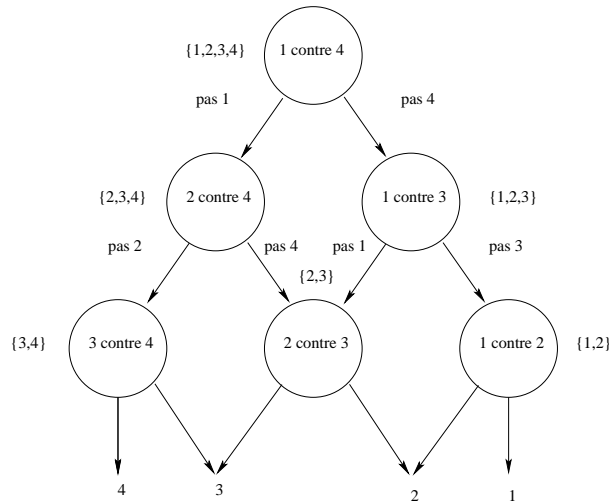 {1,2,3,4} 1 contre 4
pas 1 pas 4
{2,3,4} 2 contre 4 1 contre 3 {1,2,3}
pas 2 pas 4 pas 1 pas 3
{2,3}
{3,4} 3 contre 4 2 contre 3 1 contre 2 {1,2}
4 3 2 1